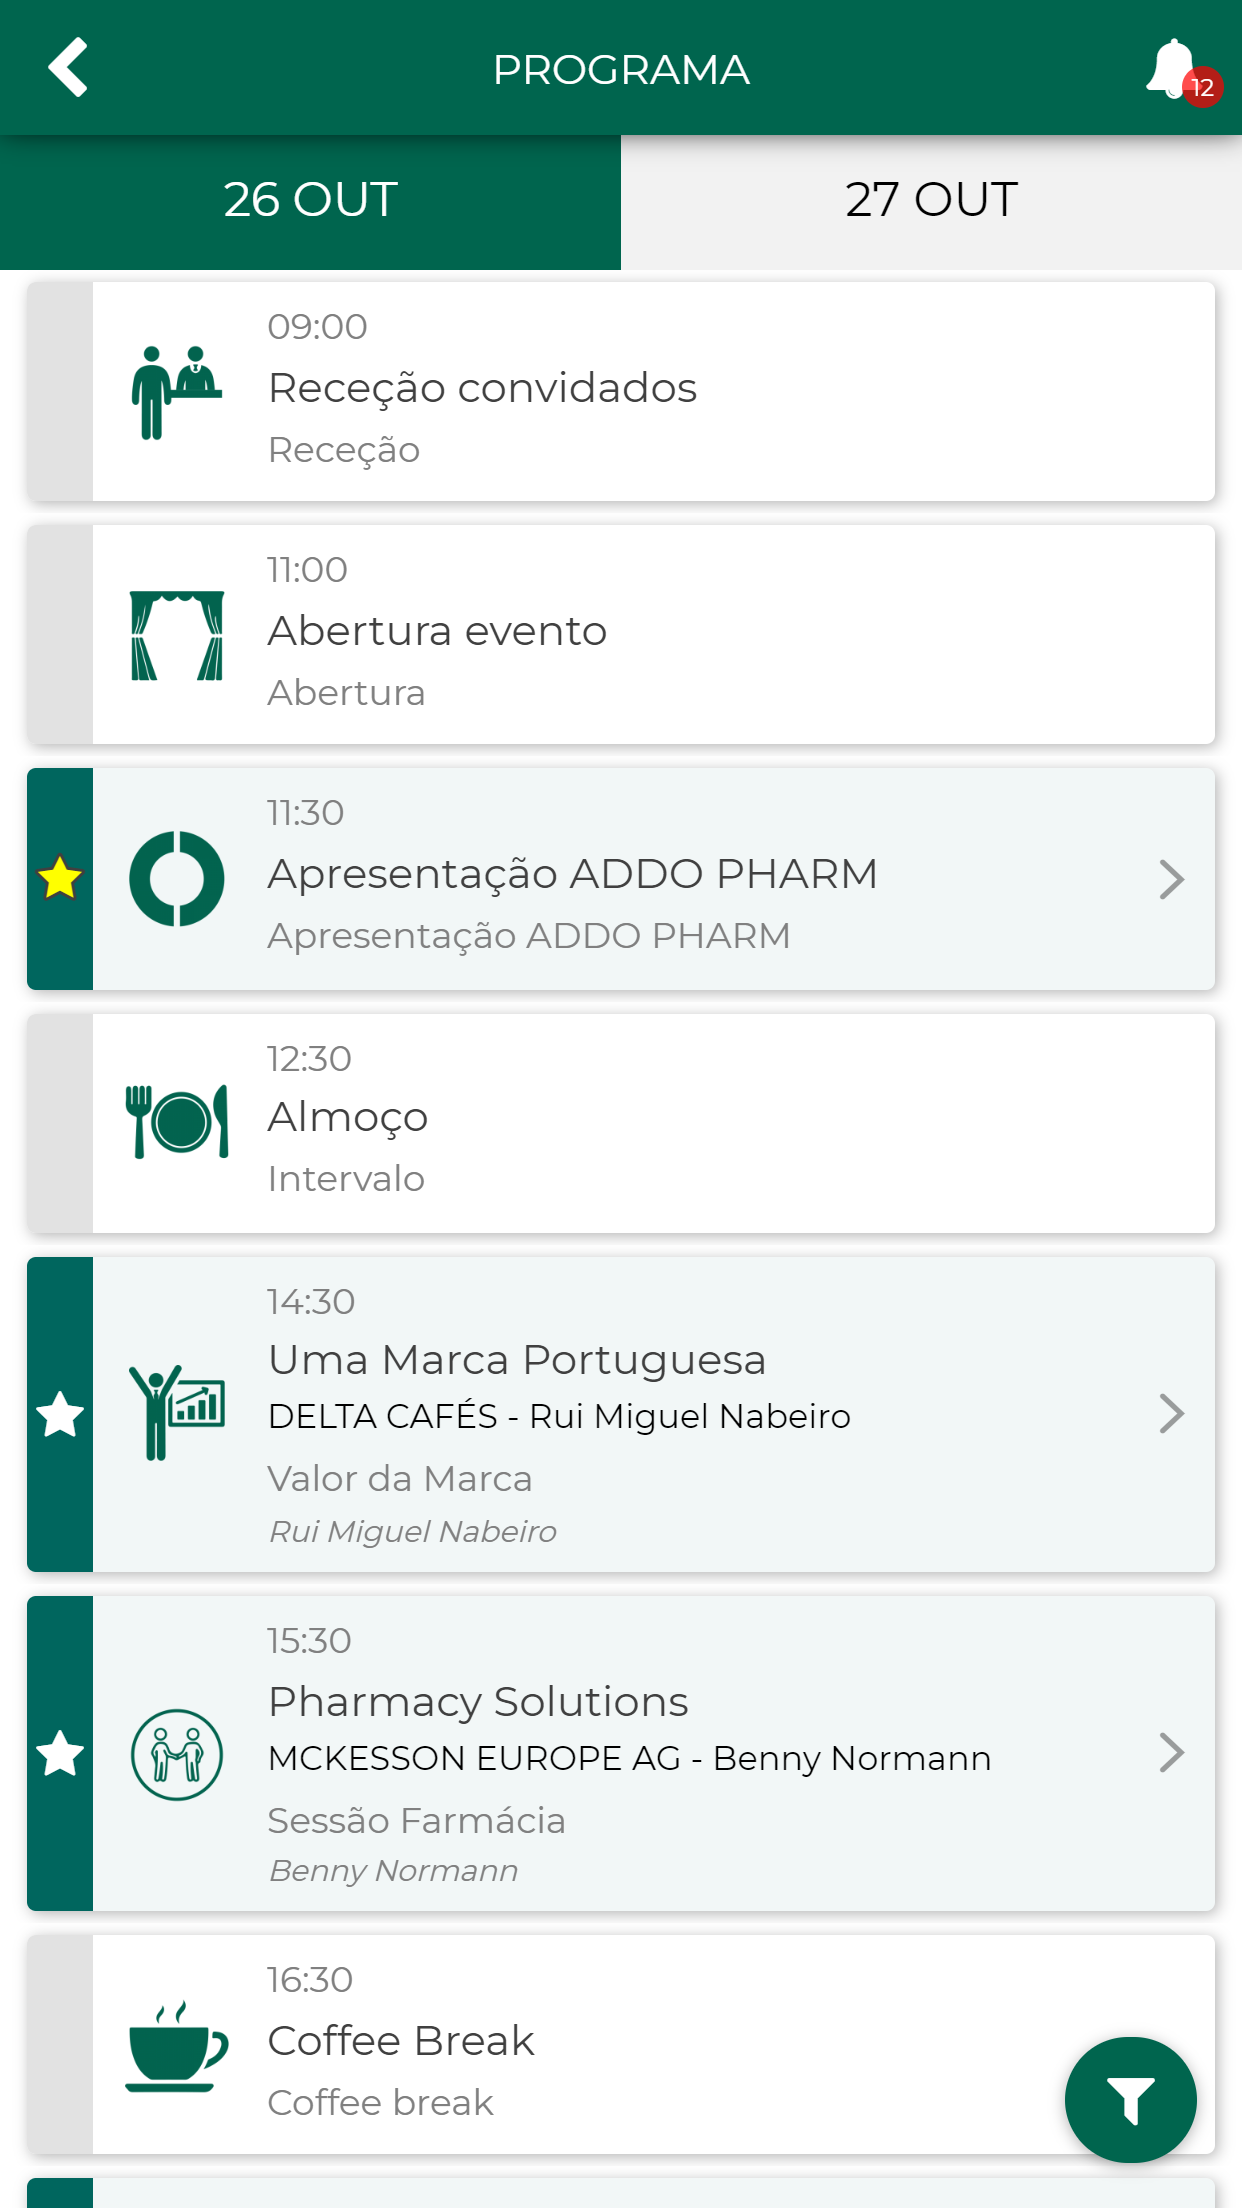 PROGRAMA
12
26 OUT
27 OUT
09:00
Receção convidados
Receção
11:00
Abertura evento
Abertura
11:30
Apresentação ADDO PHARM
Apresentação ADDO PHARM
12:30
Almoço
Intervalo
14:30
Uma Marca Portuguesa
DELTA CAFÉS - Rui Miguel Nabeiro
Valor da Marca
Rui Miguel Nabeiro
15:30
Pharmacy Solutions
MCKESSON EUROPE AG - Benny Normann
Sessão Farmácia
Benny Normann
16:30
Coffee Break
Coffee break